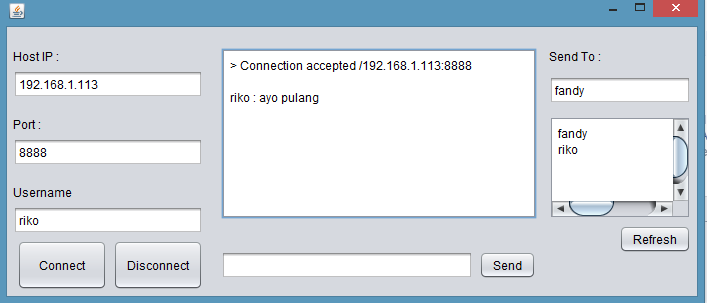 Host IP :
192.168.1.113
Port :
8888
Username
riko
Connect
Disconnect
> Connection accepted /192.168.1.113:8888
riko : ayo pulang
Send
Send To :
fandy
fandy
riko
Refresh